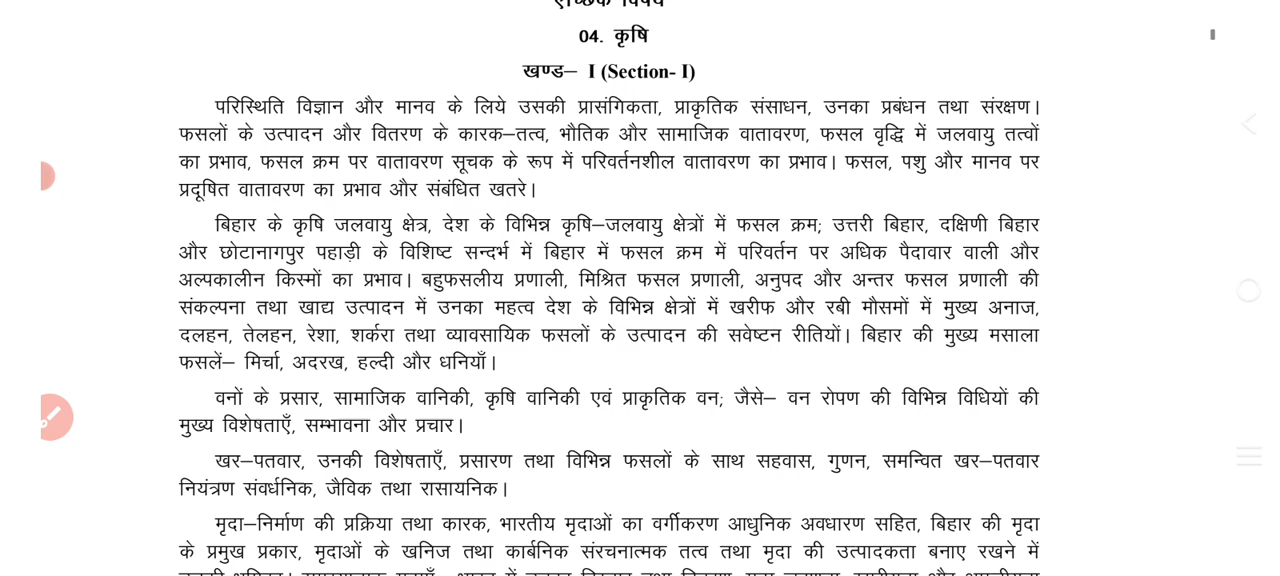 ऐच्छिक विषय
04. कृषि
खण्ड– I (Section- I)
परिस्थिति विज्ञान और मानव के लिये उसकी प्रासंगिकता, प्राकृतिक संसाधन, उनका प्रबंधन तथा संरक्षण।
फसलों के उत्पादन और वितरण के कारक–तत्व, भौतिक और सामाजिक वातावरण, फसल वृद्धि में जलवायु तत्वों
का प्रभाव, फसल क्रम पर वातावरण सूचक के रूप में परिवर्तनशील वातावरण का प्रभाव। फसल, पशु और मानव पर
प्रदूषित वातावरण का प्रभाव और संबंधित खतरे।
बिहार के कृषि जलवायु क्षेत्र, देश के विभिन्न कृषि–जलवायु क्षेत्रों में फसल क्रम; उत्तरी बिहार, दक्षिणी बिहार
और छोटानागपुर पहाड़ी के विशिष्ट सन्दर्भ में बिहार में फसल क्रम में परिवर्तन पर अधिक पैदावार वाली और
अल्पकालीन किस्मों का प्रभाव। बहुफसलीय प्रणाली, मिश्रित फसल प्रणाली, अनुपद और अन्तर फसल प्रणाली की
संकल्पना तथा खाद्य उत्पादन में उनका महत्व देश के विभिन्न क्षेत्रों में खरीफ और रबी मौसमों में मुख्य अनाज,
दलहन, तेलहन, रेशा, शर्करा तथा व्यावसायिक फसलों के उत्पादन की सवेष्टन रीतियों। बिहार की मुख्य मसाला
फसलें– मिर्चा, अदरख, हल्दी और धनियाँ।
वनों के प्रसार, सामाजिक वानिकी, कृषि वानिकी एवं प्राकृतिक वन; जैसे– वन रोपण की विभिन्न विधियों की
मुख्य विशेषताएँ, सम्भावना और प्रचार।
खर–पतवार, उनकी विशेषताएँ, प्रसारण तथा विभिन्न फसलों के साथ सहवास, गुणन, समन्वित खर–पतवार
नियंत्रण संवर्धनिक, जैविक तथा रासायनिक।
मृदा–निर्माण की प्रक्रिया तथा कारक, भारतीय मृदाओं का वर्गीकरण आधुनिक अवधारण सहित, बिहार की मृदा
के प्रमुख प्रकार, मृदाओं के खनिज तथा कार्बनिक संरचनात्मक तत्व तथा मृदा की उत्पादकता बनाए रखने में